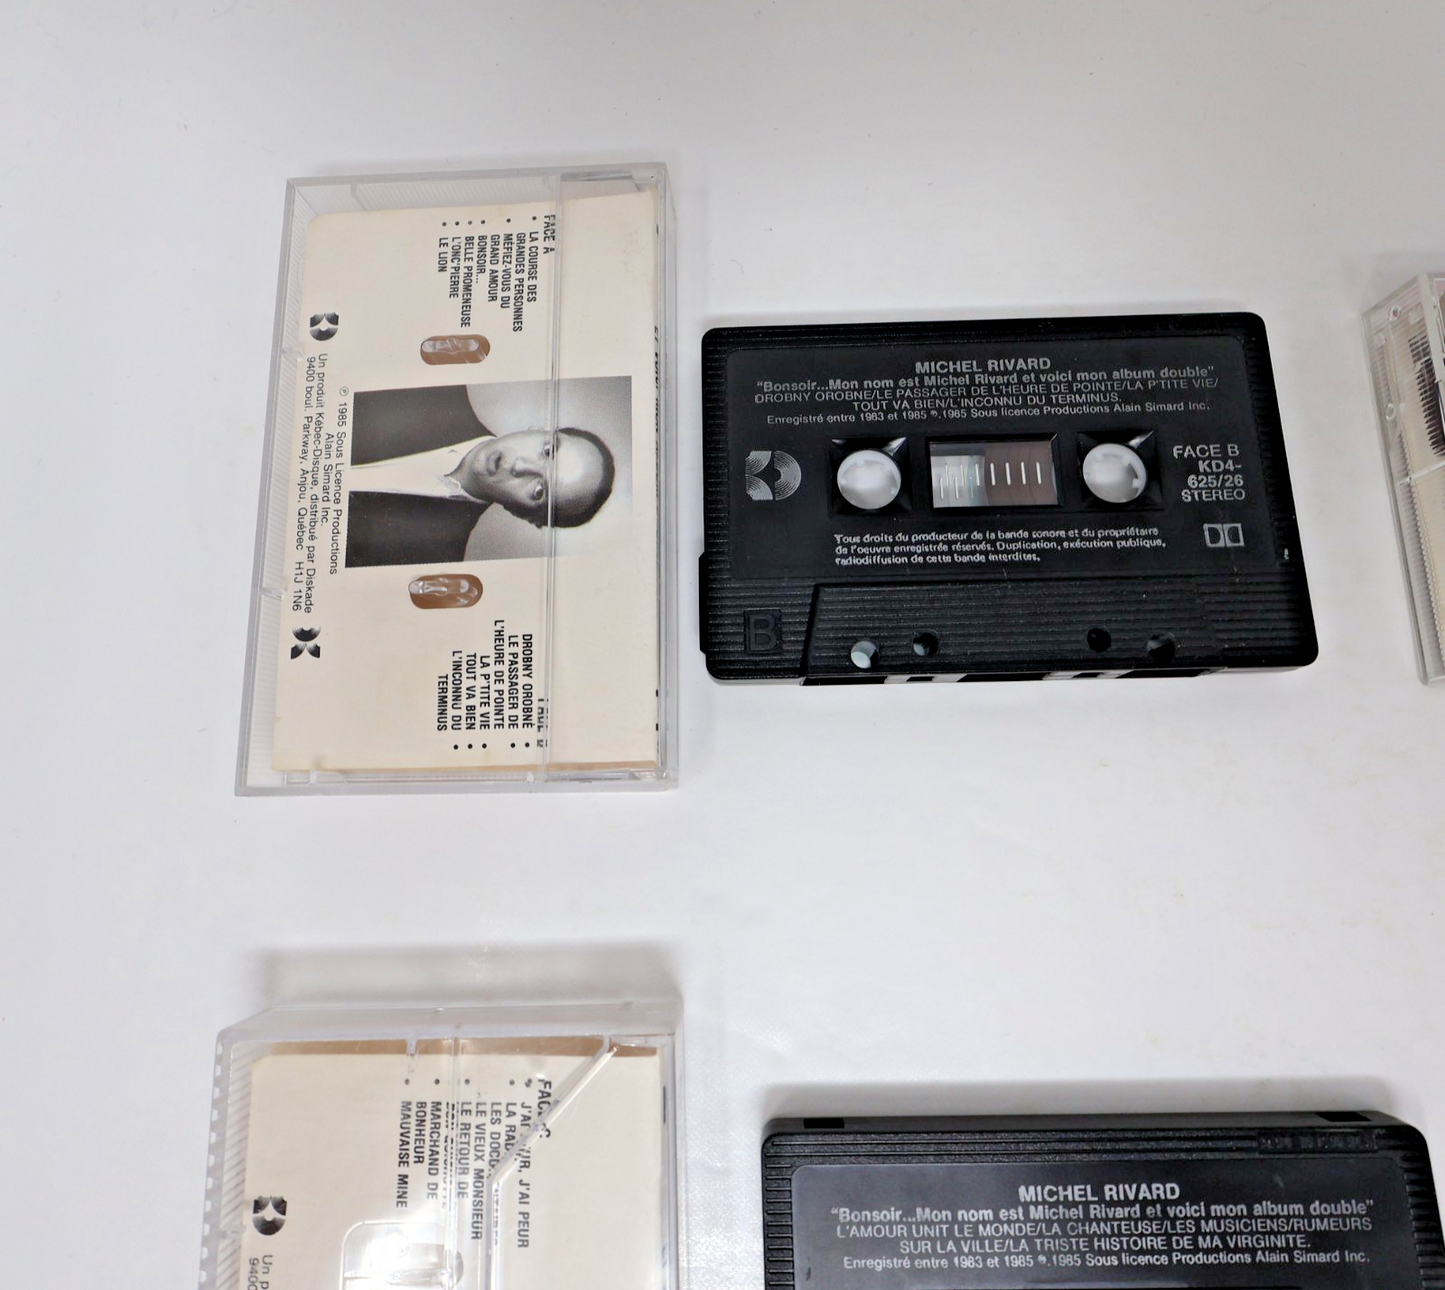 FACE A
• LA COURSE DES
GRANDES PERSONNES
• MÉFIEZ-VOUS DU
GRAND AMOUR
• BONSOIR...
• BELLE PROMENEUSE
• L'ONC'PIERRE
• LE LION
DROBNY OROBNÉ •
LE PASSAGER DE •
L'HEURE DE POINTE
LA P'TITE VIE •
TOUT VA BIEN •
L'INCONNU DU •
TERMINUS
℗ 1985 Sous Licence Productions
Alain Simard Inc.
Un produit Kébec-Disque, distribué par Diskade
9400 boul. Parkway, Anjou, Québec H1J 1N6
MICHEL RIVARD
"Bonsoir...Mon nom est Michel Rivard et voici mon album double"
DROBNY OROBNE/LE PASSAGER DE L'HEURE DE POINTE/LA P'TITE VIE/
TOUT VA BIEN/L'INCONNU DU TERMINUS.
Enregistré entre 1983 et 1985 ℗.1985 Sous licence Productions Alain Simard Inc.
FACE B
KD4-
625/26
STEREO
Tous droits du producteur de la bande sonore et du propriétaire
de l'oeuvre enregistrée réservés. Duplication, exécution publique,
radiodiffusion de cette bande interdites.
B
• LE VIEUX MONSIEUR
• LE RETOUR DE
• MARCHAND DE
BONHEUR
• MAUVAISE MINE
Un
9400
MICHEL RIVARD
"Bonsoir...Mon nom est Michel Rivard et voici mon album double"
L'AMOUR UNIT LE MONDE/LA CHANTEUSE/LES MUSICIENS/RUMEURS
SUR LA VILLE/LA TRISTE HISTOIRE DE MA VIRGINITE.
Enregistré entre 1983 et 1985 ℗.1985 Sous licence Productions Alain Simard Inc.